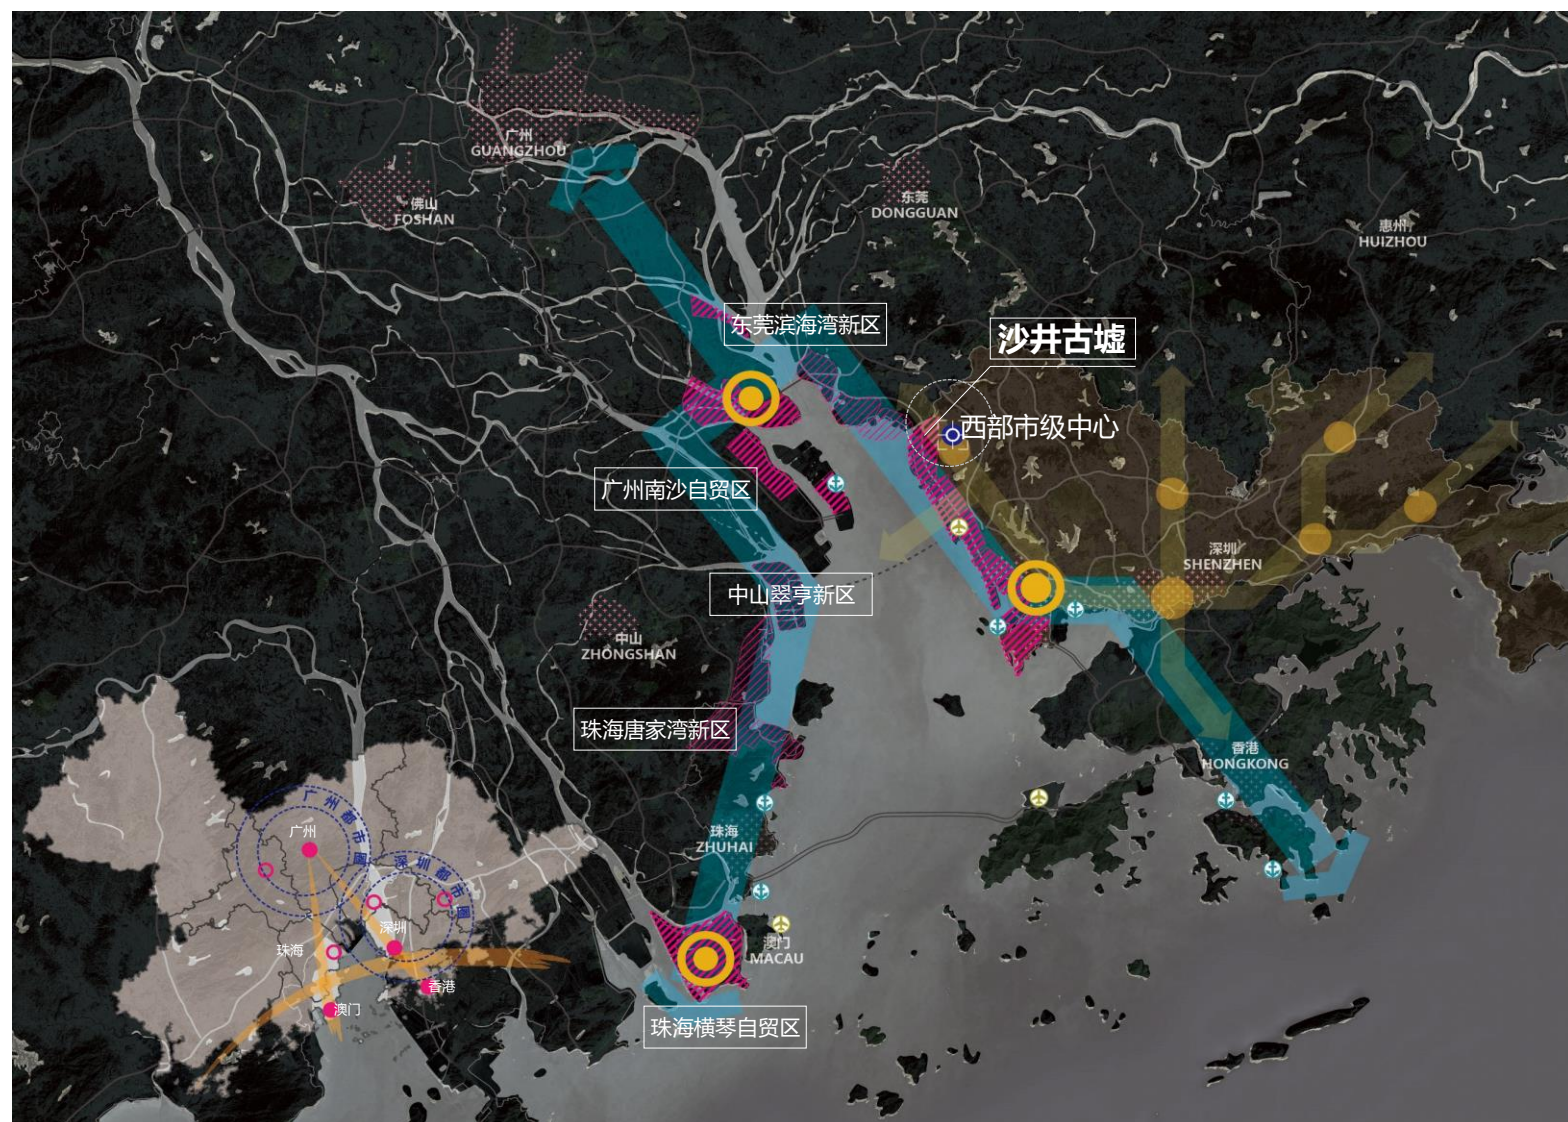 广州
GUANGZHOU
佛山
FOSHAN
东莞
DONGGUAN
惠州
HUIZHOU
东莞滨海湾新区
沙井古墟
西部市级中心
广州南沙自贸区
深圳
SHENZHEN
中山翠亨新区
中山
ZHONGSHAN
珠海唐家湾新区
香港
HONGKONG
珠海
ZHUHAI
澳门
MACAU
珠海横琴自贸区
广州都市圈
广州
深圳都市圈
深圳
珠海
香港
澳门